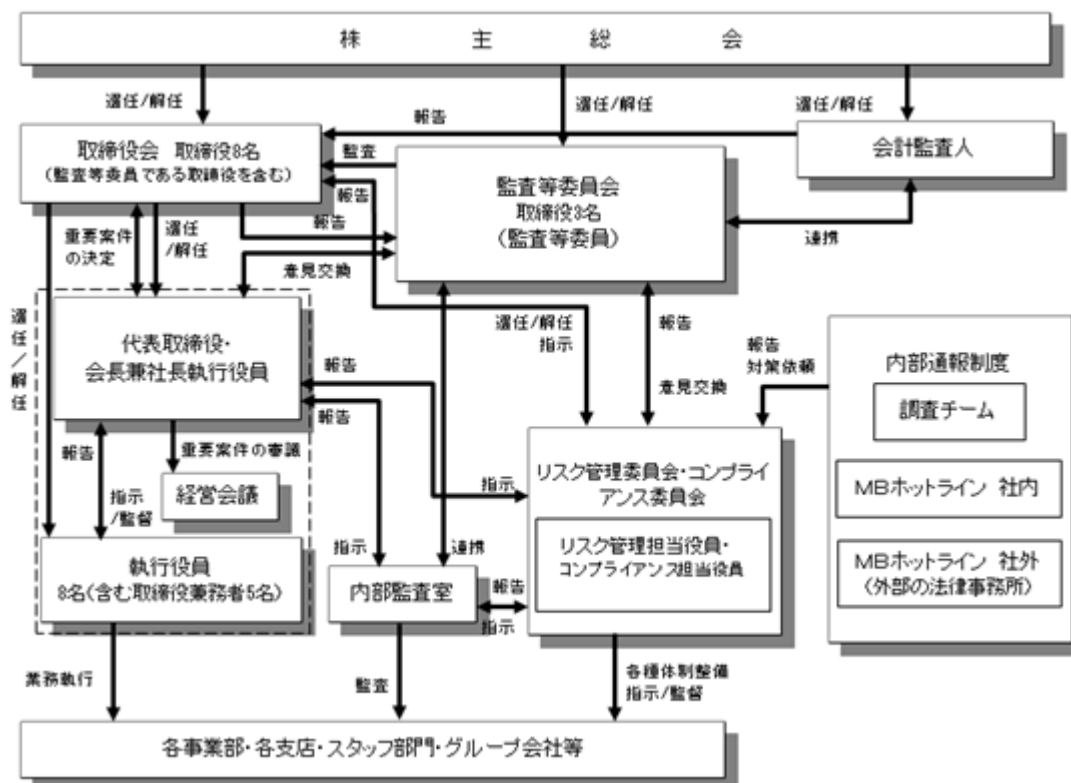 株主総会
選任/解任
選任/解任
選任/解任
報告
取締役会 取締役8名
(監査等委員である取締役を含む)
監査
報告
監査等委員会
取締役3名
(監査等委員)
会計監査人
連携
重要案件
の決定
選任
/解任
報告
意見交換
選任/解任
代表取締役・
会長兼社長執行役員
選任/解任
指示
報告
意見交換
報告
対策依頼
内部通報制度
調査チーム
MBホットライン 社内
MBホットライン 社外
(外部の法律事務所)
報告
報告
報告
指示
/監督
重要案件の審議
経営会議
執行役員
8名(含む取締役兼務者5名)
指示
連携
指示
内部監査室
報告
指示
リスク管理委員会・コンプライ
アンス委員会
リスク管理担当役員・
コンプライアンス担当役員
業務執行
監査
各種体制整備
指示/監督
各事業部・各支店・スタッフ部門・グループ会社等